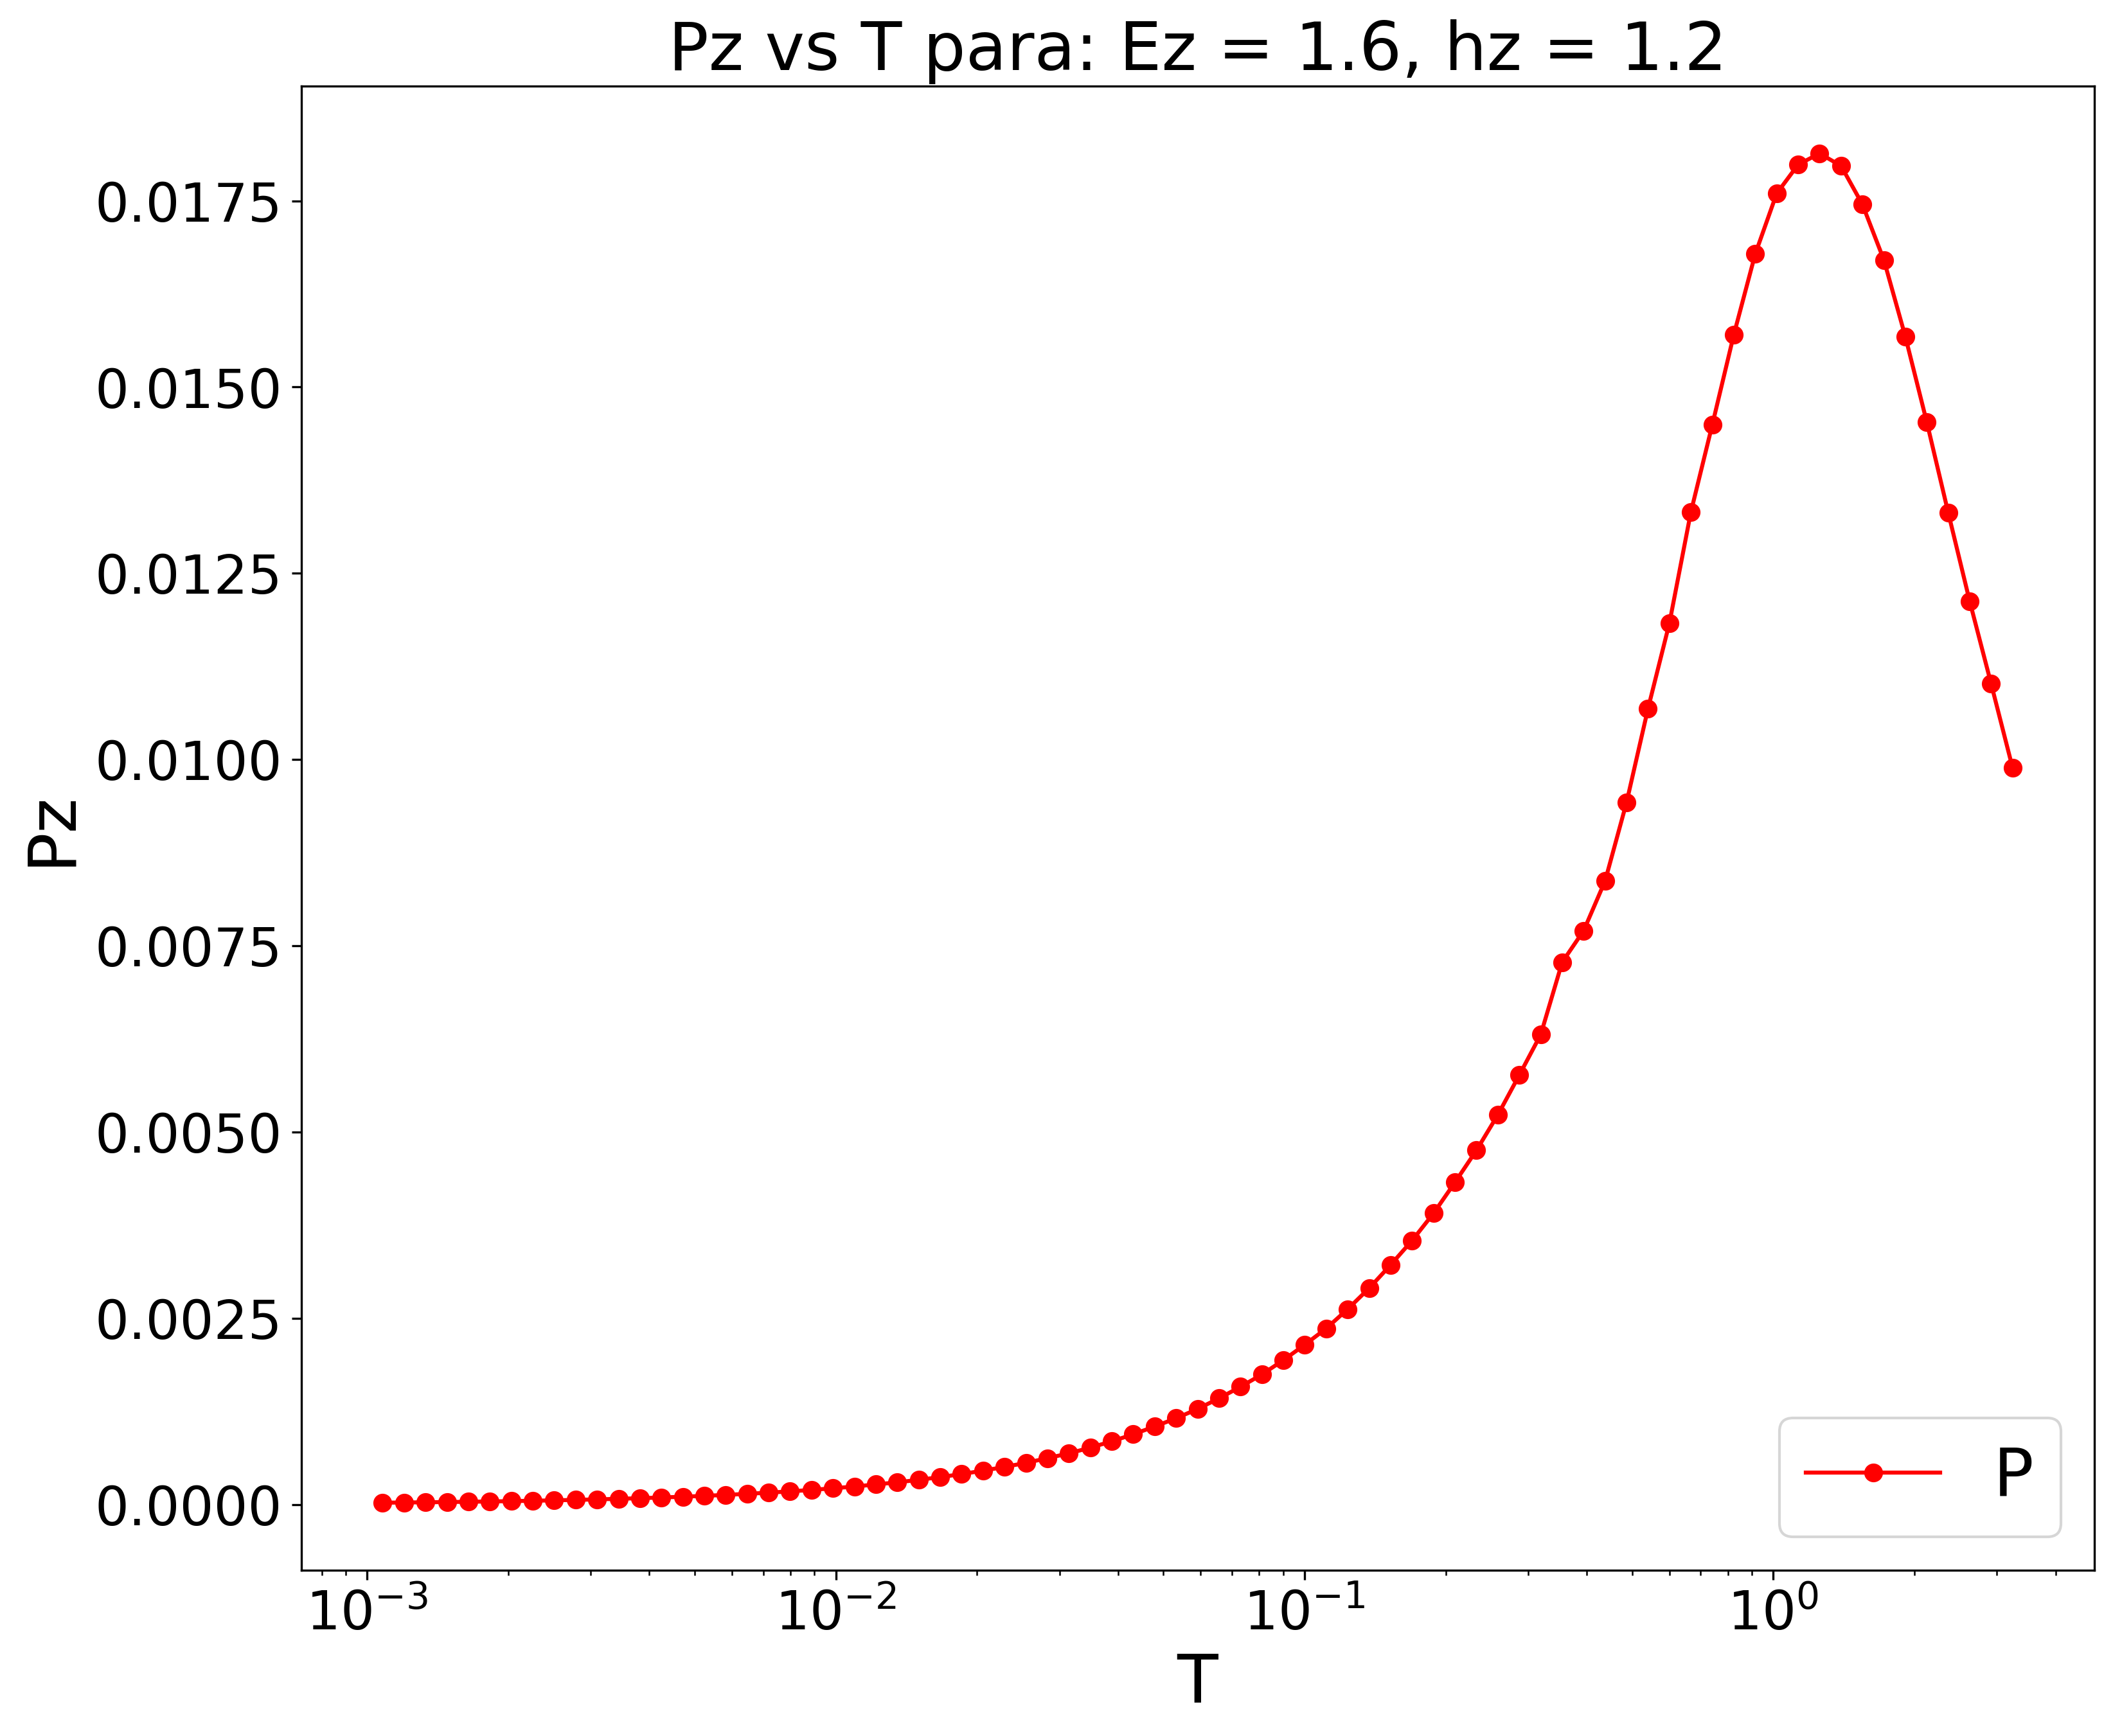 Pz vs T para: Ez = 1.6, hz = 1.2
0.0175
0.0150
0.0125
0.0100
0.0075
0.0050
0.0025
0.0000
Pz
P
10⁻³ 10⁻² 10⁻¹ 10⁰
T